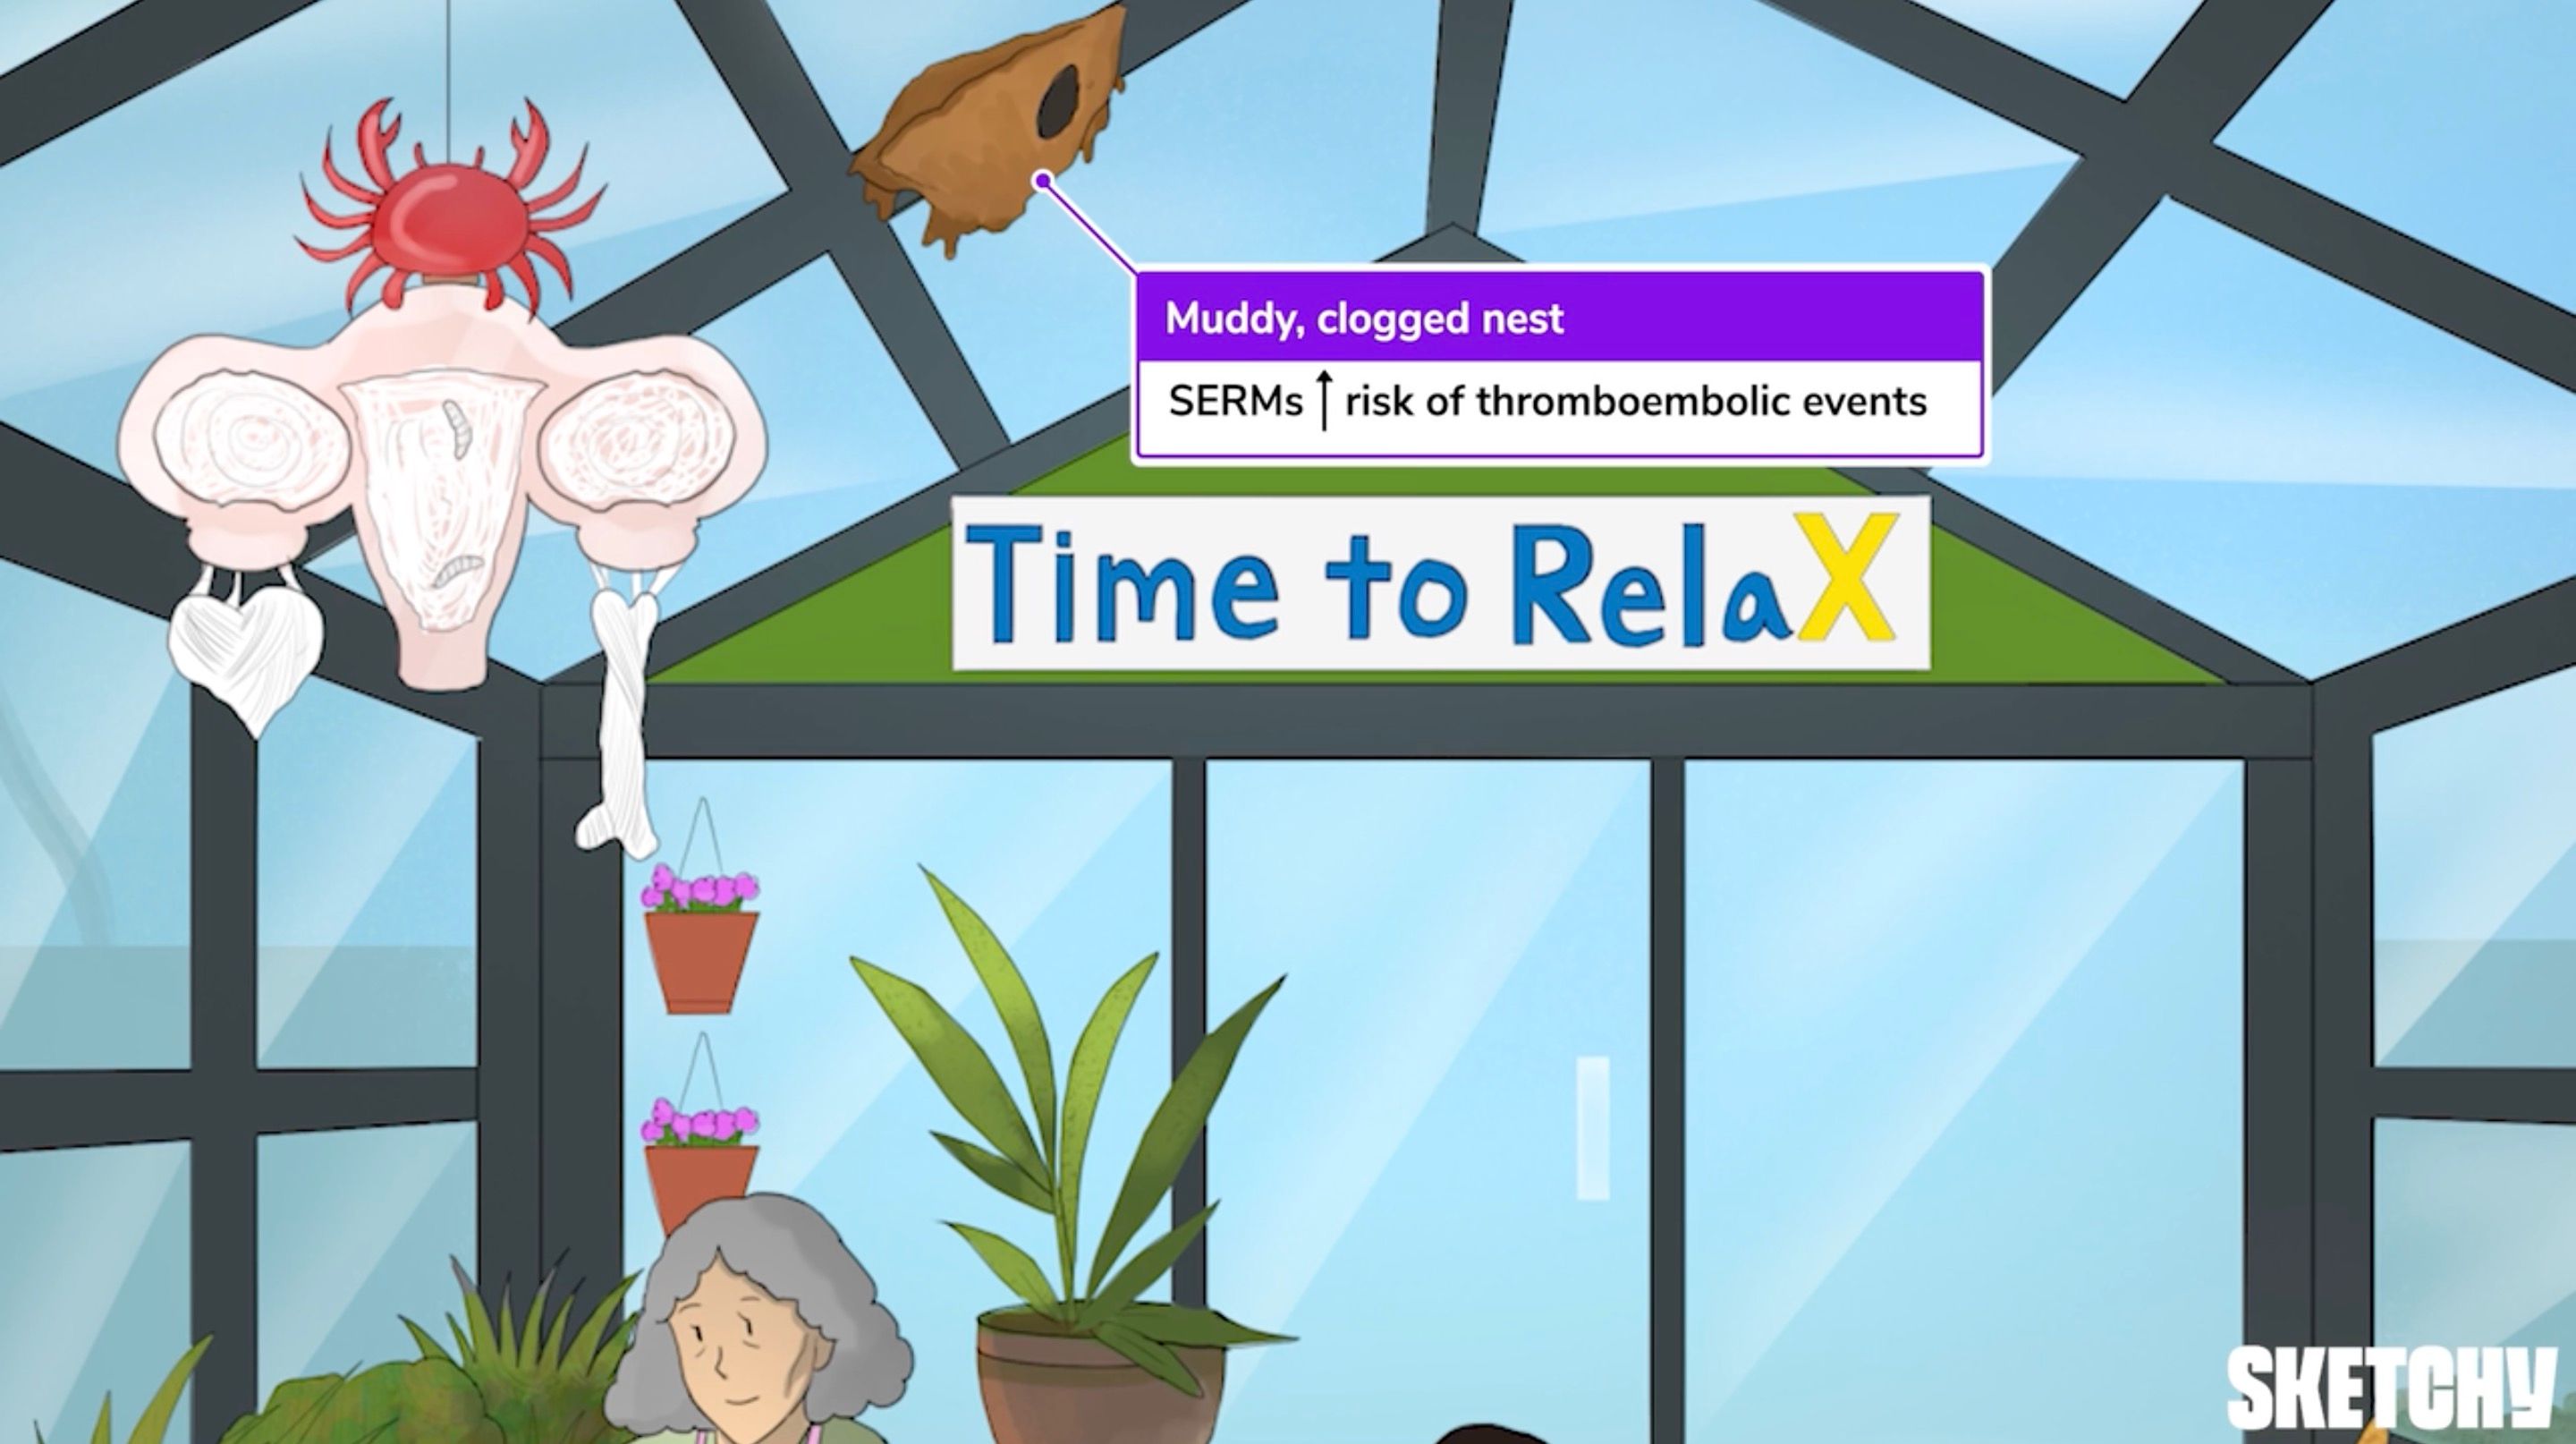 Muddy, clogged nest
SERMs ↑ risk of thromboembolic events
Time to RelaX
SKETCHY